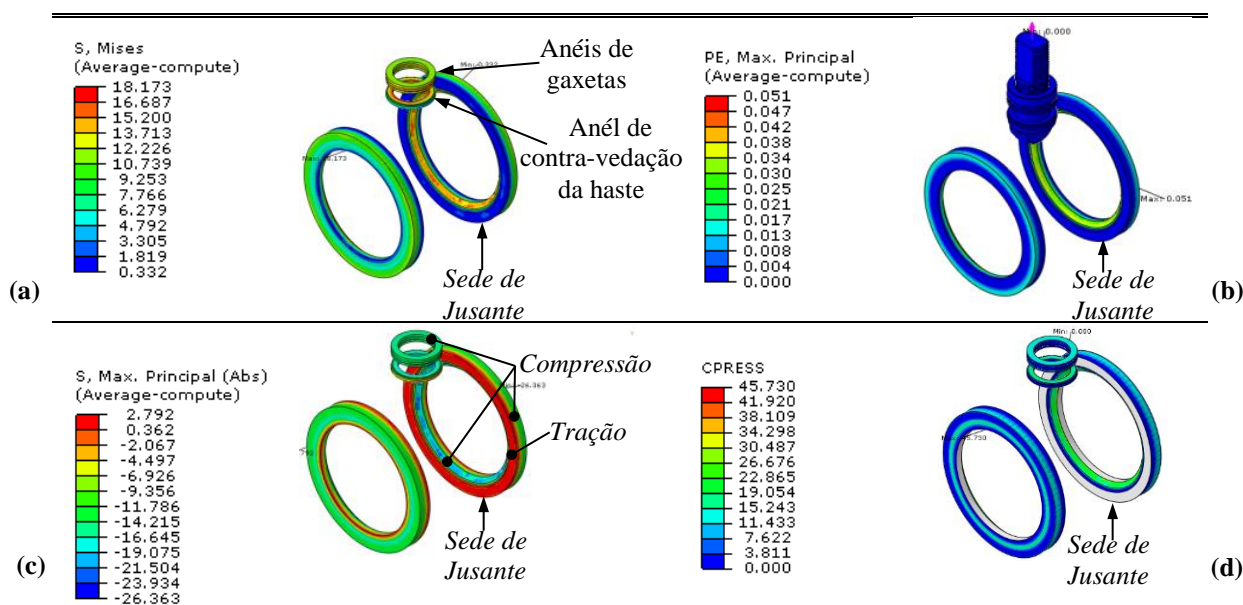 S, Mises
(Average-compute)
18.173
16.687
15.200
13.713
12.226
10.739
9.253
7.766
6.279
4.792
3.305
1.819
0.332
Anéis de
gaxetas
Anél de
contra-vedação
da haste
Sede de
Jusante
(a)
PE, Max. Principal
(Average-compute)
0.051
0.047
0.042
0.038
0.034
0.030
0.025
0.021
0.017
0.013
0.008
0.004
0.000
Max: 0.051
Sede de
Jusante
(b)
S, Max. Principal (Abs)
(Average-compute)
2.792
0.362
-2.067
-4.497
-6.926
-9.356
-11.786
-14.215
-16.645
-19.075
-21.504
-23.934
-26.363
Compressão
Tração
Sede de
Jusante
(c)
CPRESS
45.730
41.920
38.109
34.298
30.487
26.676
22.865
19.054
15.243
11.433
7.622
3.811
0.000
Min: 0.000
Sede de
Jusante
(d)